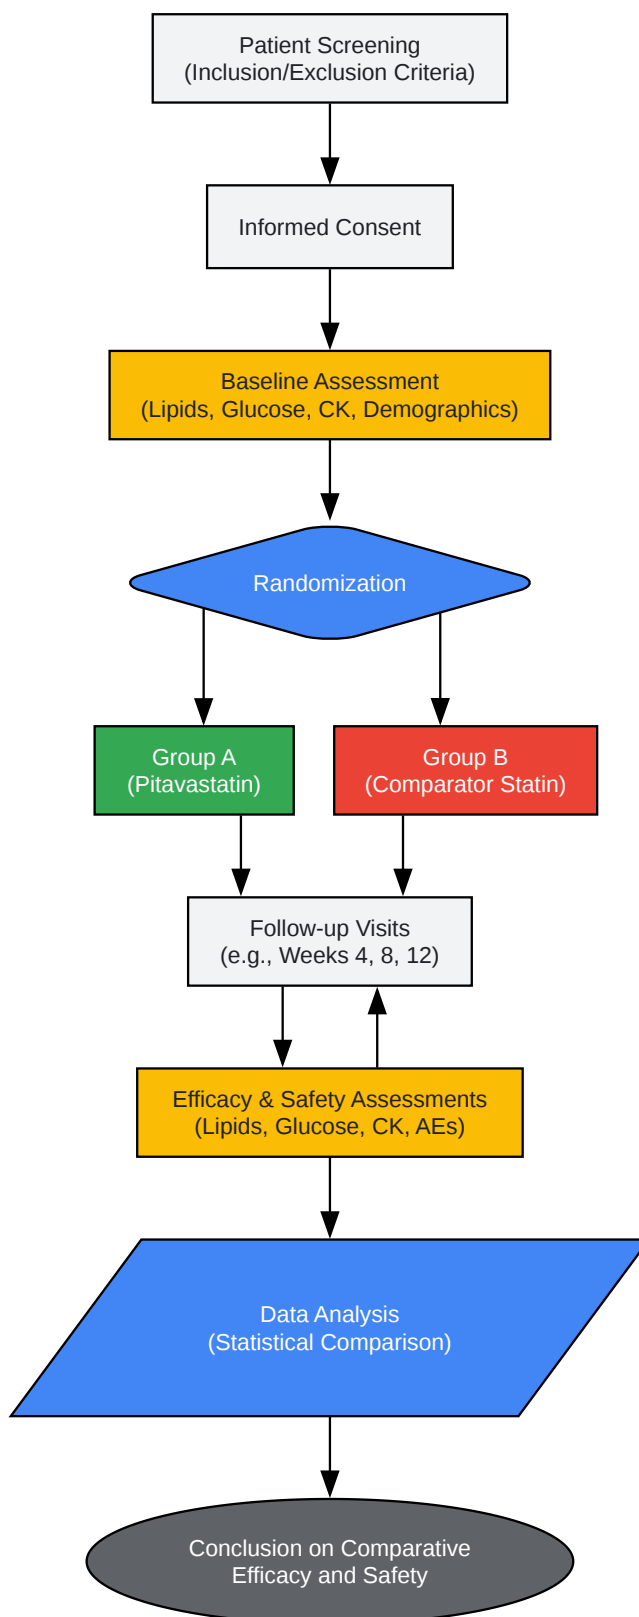 Patient Screening
(Inclusion/Exclusion Criteria)
Informed Consent
Baseline Assessment
(Lipids, Glucose, CK, Demographics)
Randomization
Group A
(Pitavastatin)
Group B
(Comparator Statin)
Follow-up Visits
(e.g., Weeks 4, 8, 12)
Efficacy & Safety Assessments
(Lipids, Glucose, CK, AEs)
Data Analysis
(Statistical Comparison)
Conclusion on Comparative
Efficacy and Safety